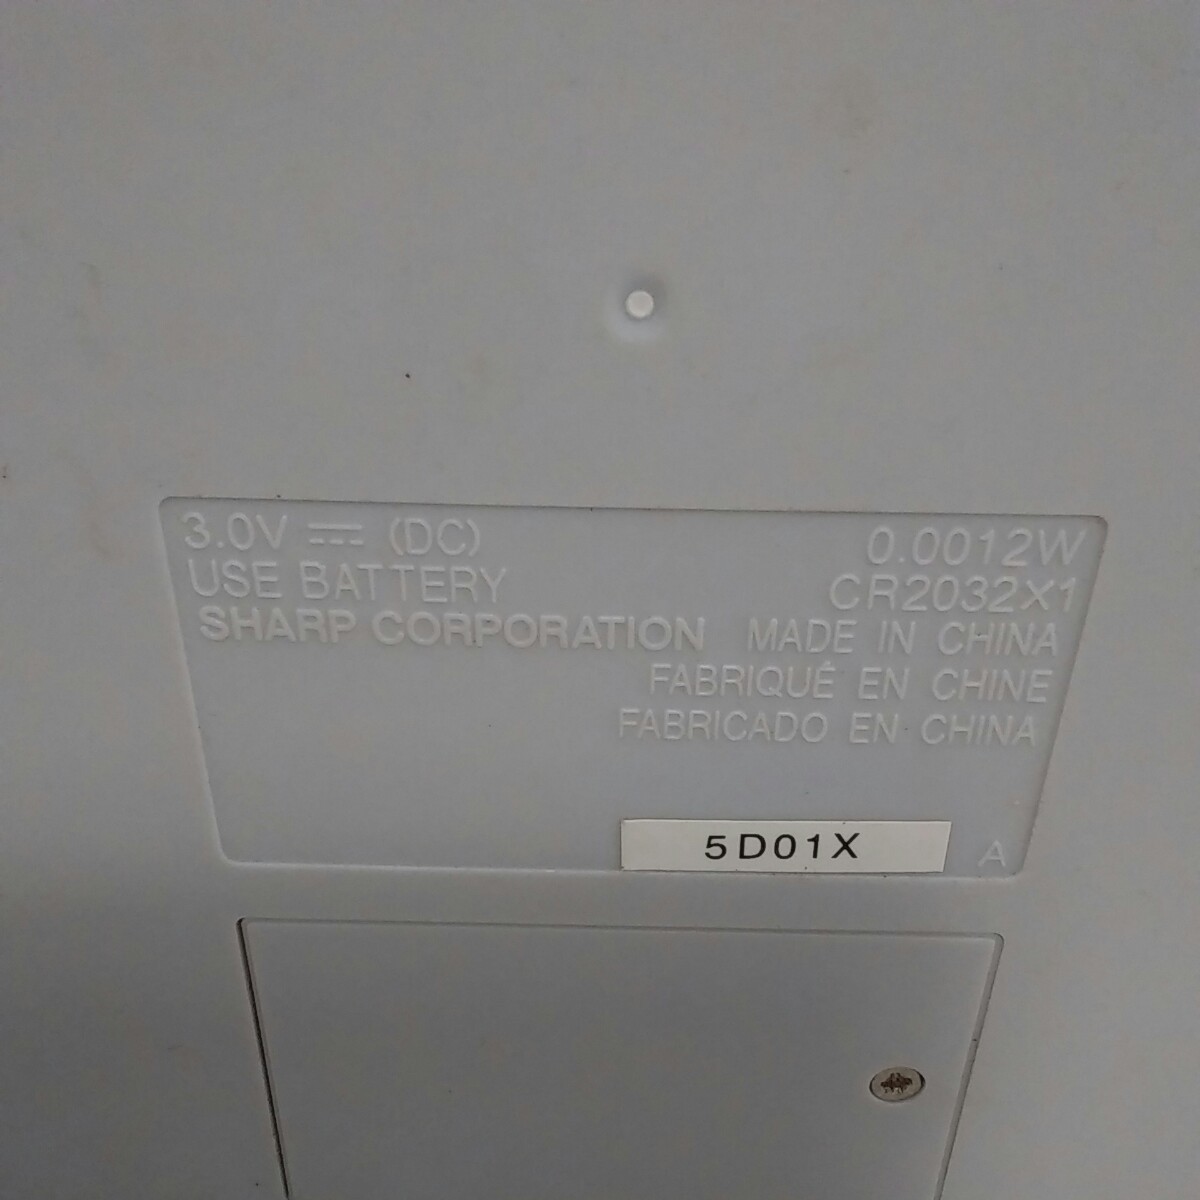 3.0V ⎓ (DC) 0.0012W
USE BATTERY CR2032X1
SHARP CORPORATION MADE IN CHINA
FABRIQUÉ EN CHINE
FABRICADO EN CHINA
5D01X A